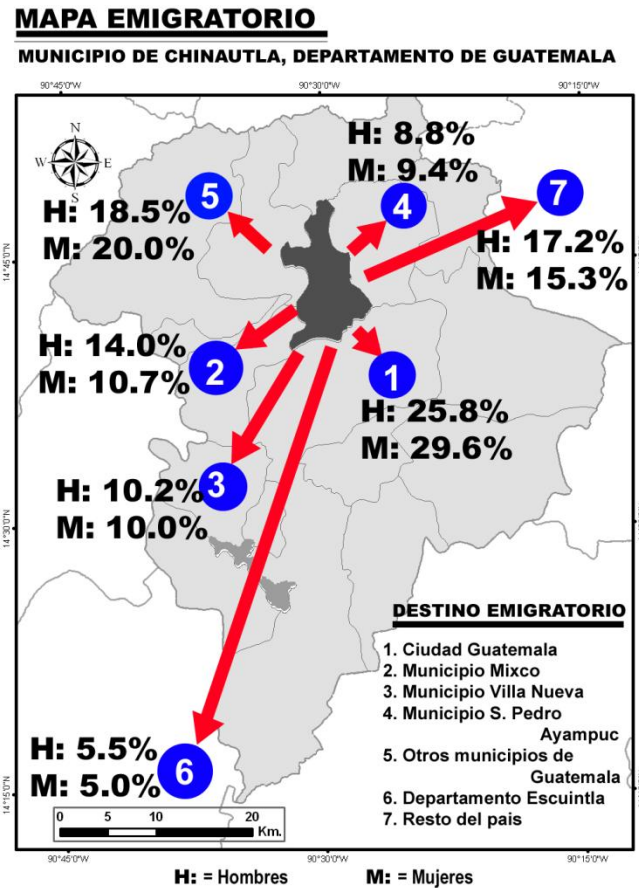 MAPA EMIGRATORIO
MUNICIPIO DE CHINAUTLA, DEPARTAMENTO DE GUATEMALA
90°45'0"W 90°30'0"W 90°15'0"W
N
W E
S
H: 8.8%
M: 9.4%
4
5
7
H: 18.5%
M: 20.0%
H: 17.2%
M: 15.3%
14°45'0"N
H: 14.0%
M: 10.7%
2
1
H: 25.8%
M: 29.6%
H: 10.2%
M: 10.0%
3
14°30'0"N
DESTINO EMIGRATORIO
1. Ciudad Guatemala
2. Municipio Mixco
3. Municipio Villa Nueva
4. Municipio S. Pedro
Ayampuc
5. Otros municipios de
Guatemala
6. Departamento Escuintla
7. Resto del pais
H: 5.5%
M: 5.0%
6
14°15'0"N
0 5 10 20
Km.
90°45'0"W 90°30'0"W 90°15'0"W
H: = Hombres M: = Mujeres